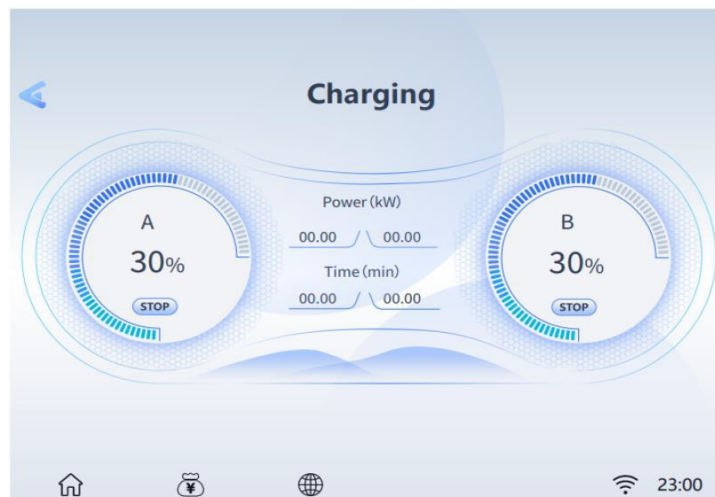 Charging
A
30%
STOP
Power(kW)
00.00 00.00
Time(min)
00.00 00.00
B
30%
STOP
¥
23:00